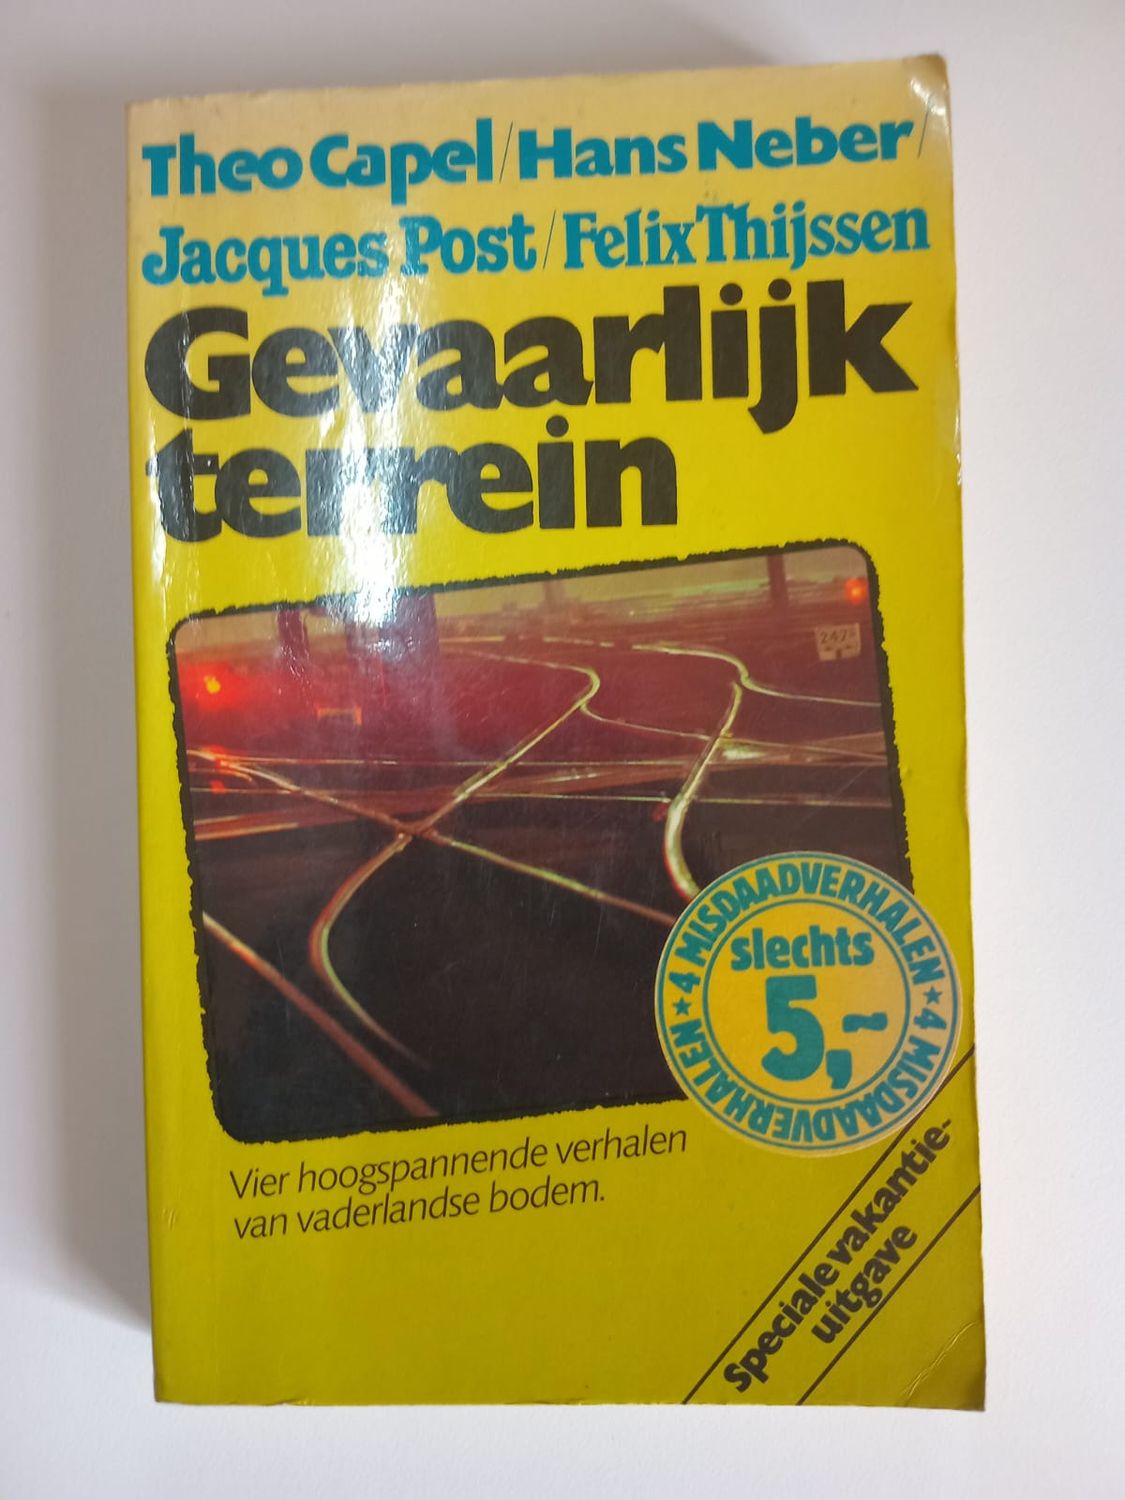 Theo Capel/Hans Neber/
Jacques Post/Felix Thijssen
Gevaarlijk
terrein
247
4 MISDAADVERHALEN ★ 4 MISDAADVERHALEN ★
slechts
5,-
Vier hoogspannende verhalen
van vaderlandse bodem.
Speciale vakantie-
uitgave